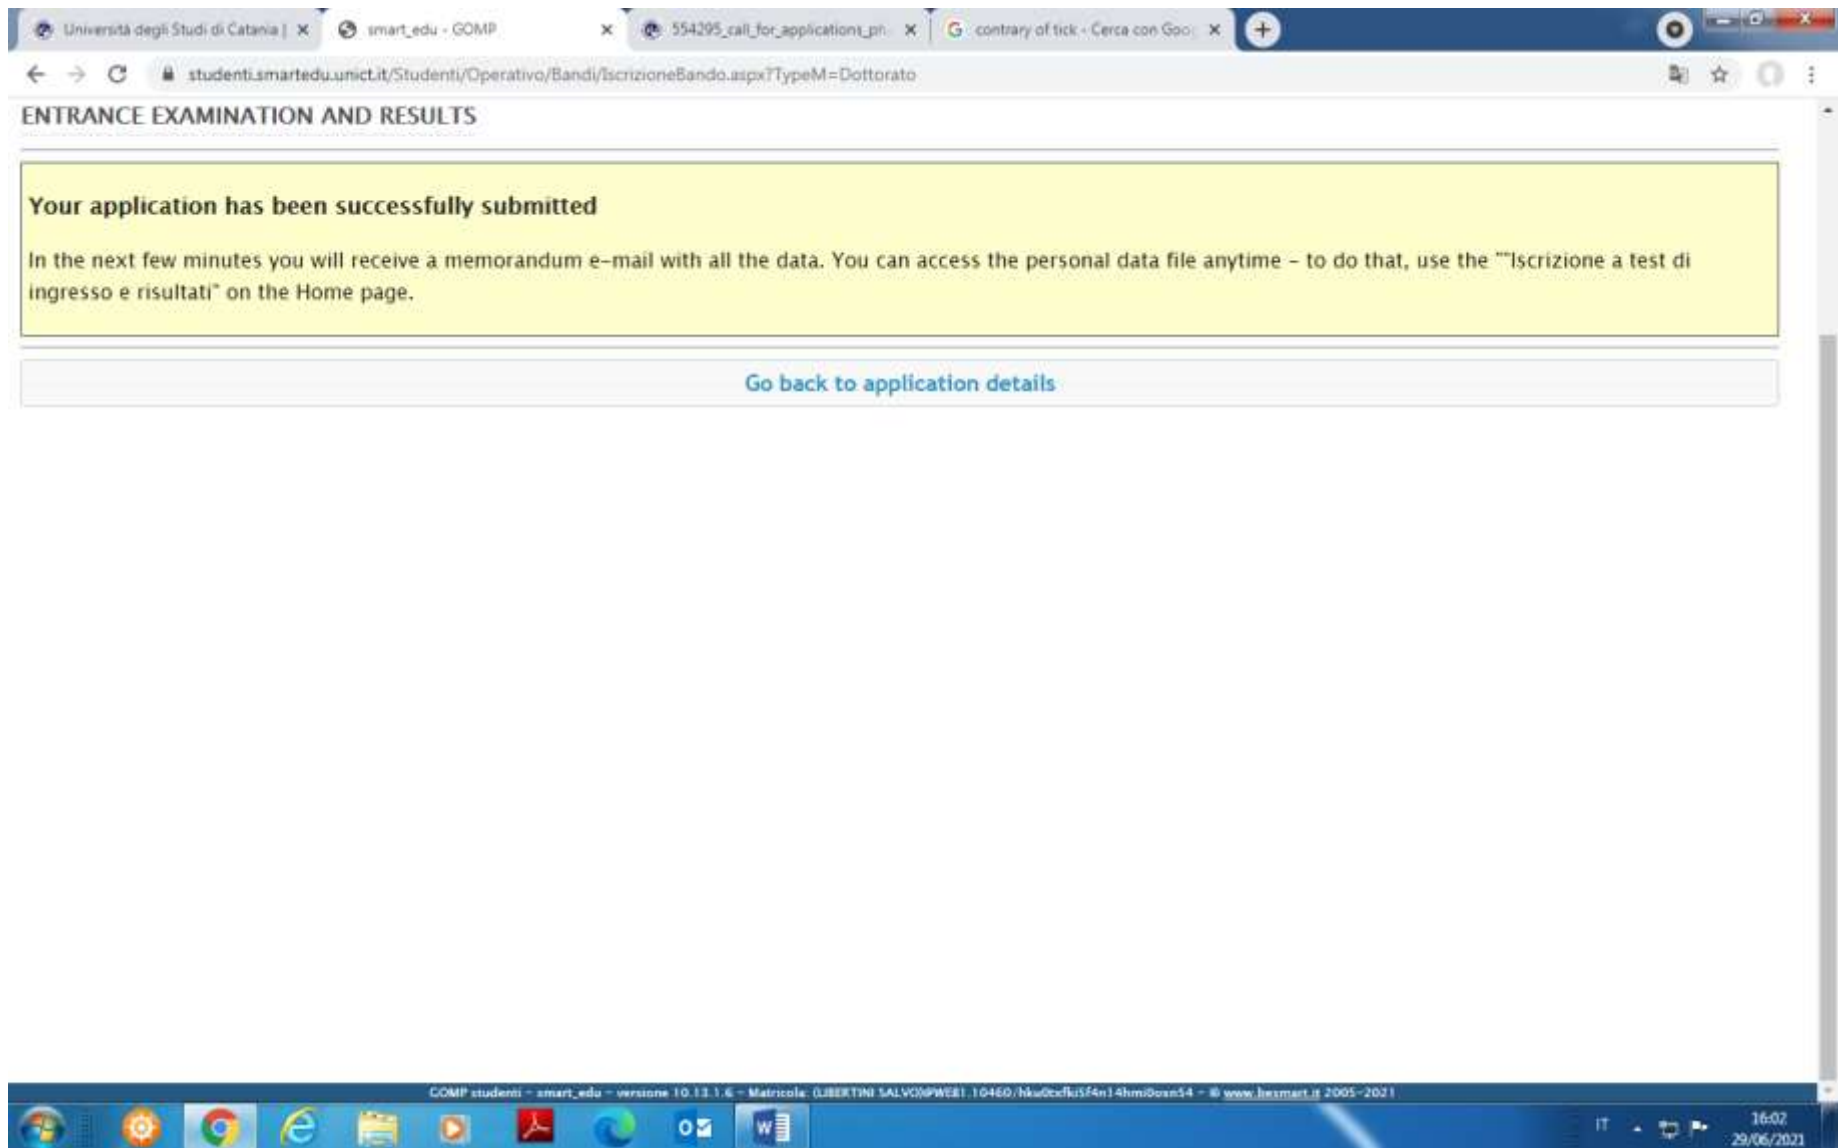 Università degli Studi di Catania |
smart_edu - GOMP
554295_call_for_applications_ph
contrary of tick - Cerca con Goo
studenti.smartedu.unict.it/Studenti/Operativo/Bandi/IscrizioneBando.aspx?TypeM=Dottorato
ENTRANCE EXAMINATION AND RESULTS
Your application has been successfully submitted
In the next few minutes you will receive a memorandum e-mail with all the data. You can access the personal data file anytime - to do that, use the ""Iscrizione a test di
ingresso e risultati" on the Home page.
Go back to application details
GOMP studenti - smart_edu - versione 10.13.1.6 - Matricola: (LIBERTINI SALVO) - © www.besmart.it 2005-2021
IT
16:02
29/06/2021